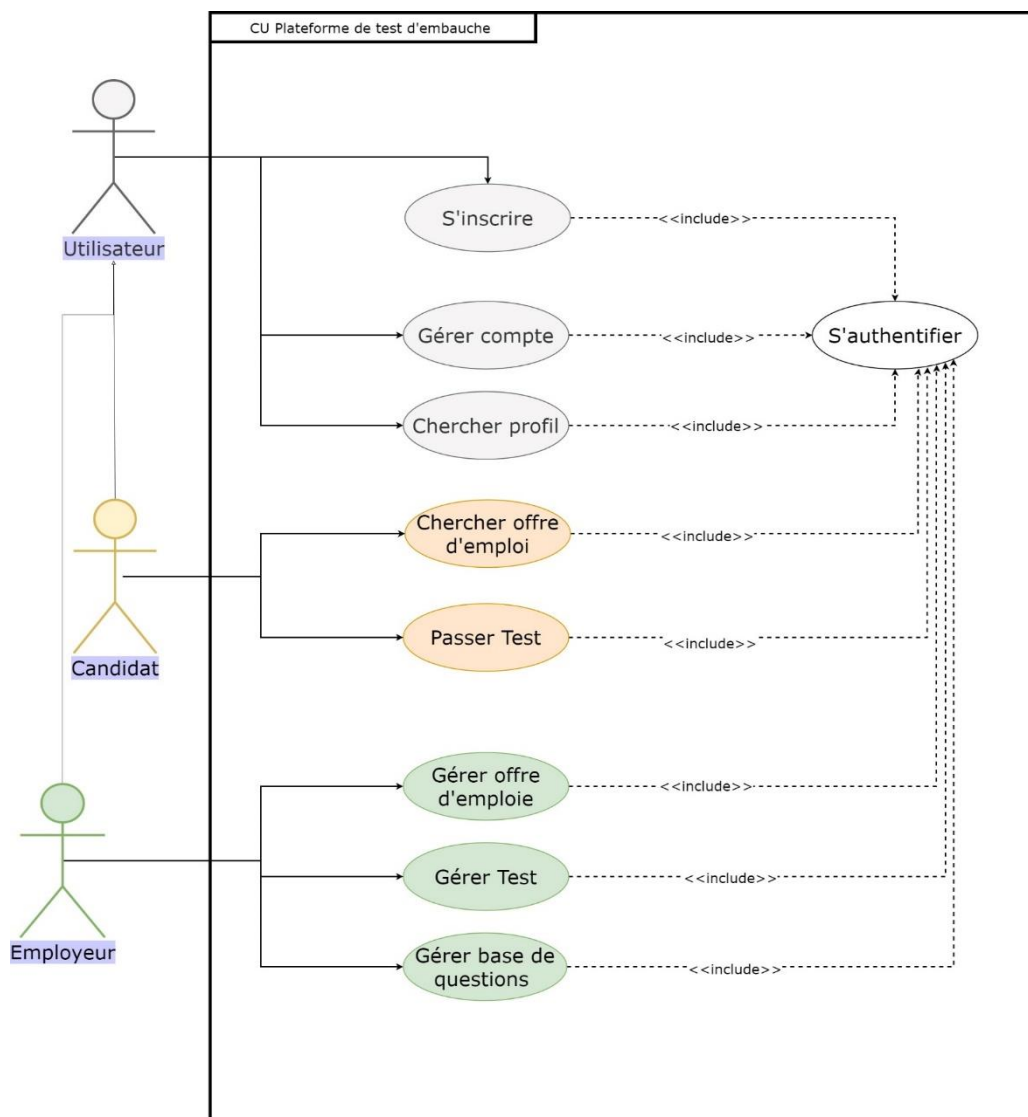 CU Plateforme de test d'embauche
Utilisateur
S'inscrire
<<include>>
Gérer compte
<<include>>
S'authentifier
Chercher profil
<<include>>
Candidat
Chercher offre
d'emploi
<<include>>
Passer Test
<<include>>
Employeur
Gérer offre
d'emploie
<<include>>
Gérer Test
<<include>>
Gérer base de
questions
<<include>>